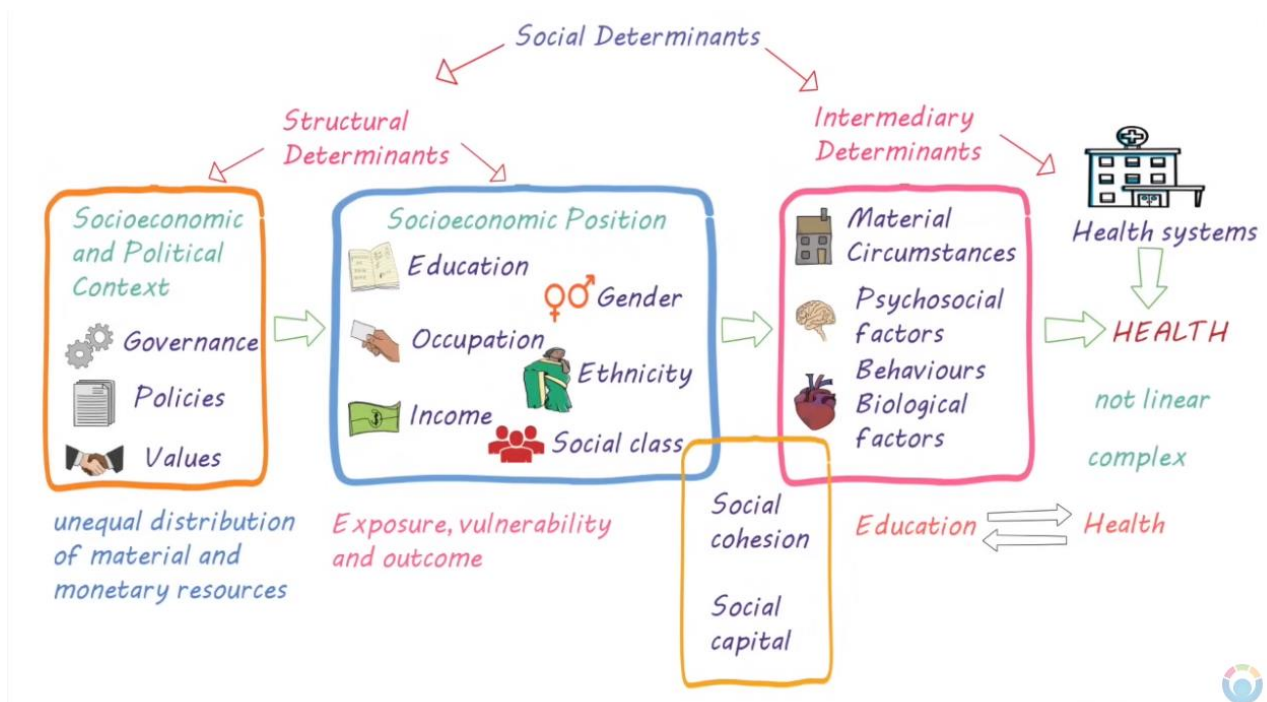 Social Determinants
Structural
Determinants
Intermediary
Determinants
Socioeconomic
and Political
Context
Governance
Policies
Values
Socioeconomic Position
Education
Gender
Occupation
Ethnicity
Income
Social class
Material
Circumstances
Psychosocial
factors
Behaviours
Biological
factors
Health systems
HEALTH
not linear
complex
unequal distribution
of material and
monetary resources
Exposure, vulnerability
and outcome
Social
cohesion
Social
capital
Education
Health